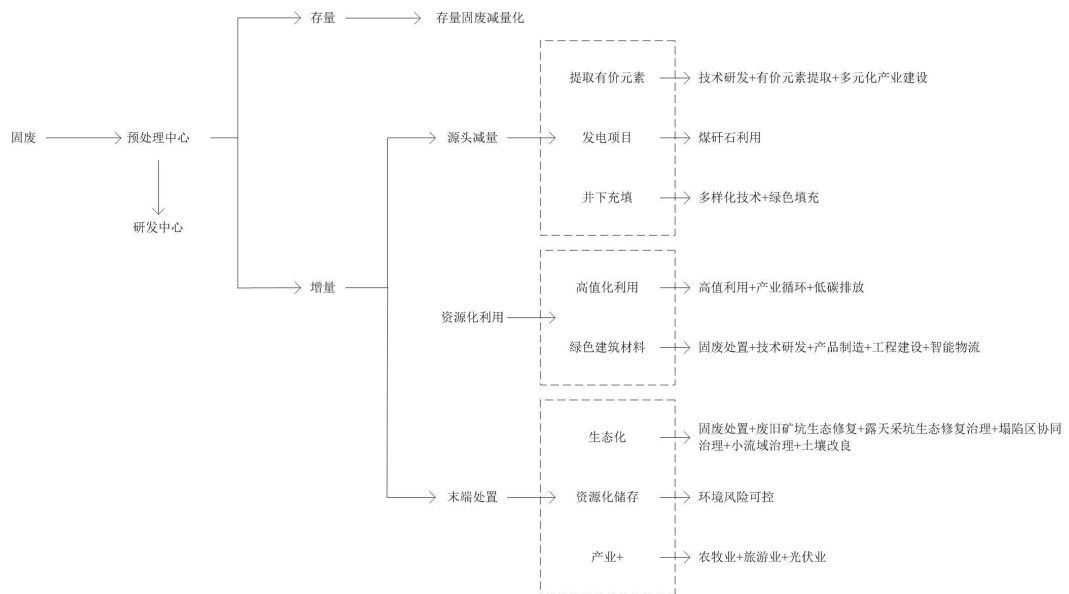 存量
存量固废减量化
提取有价元素
技术研发+有价元素提取+多元化产业建设
固废
预处理中心
源头减量
发电项目
煤矸石利用
井下充填
多样化技术+绿色填充
研发中心
增量
高值化利用
高值利用+产业循环+低碳排放
资源化利用
绿色建筑材料
固废处置+技术研发+产品制造+工程建设+智能物流
生态化
固废处置+废旧矿坑生态修复+露天采坑生态修复治理+塌陷区协同
治理+小流域治理+土壤改良
末端处置
资源化储存
环境风险可控
产业+
农牧业+旅游业+光伏业